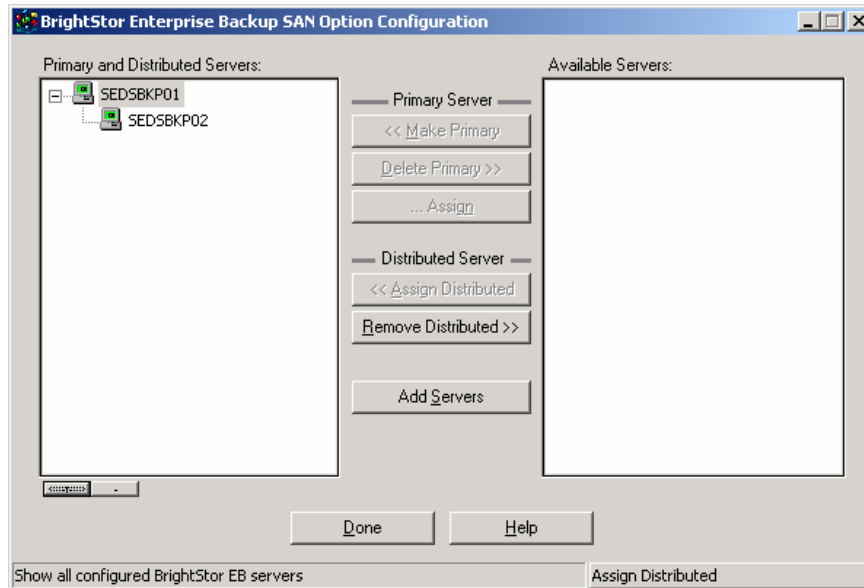 BrightStor Enterprise Backup SAN Option Configuration
Primary and Distributed Servers:
SEDSBKP01
SEDSBKP02
Primary Server
<< Make Primary
Delete Primary >>
... Assign
Distributed Server
<< Assign Distributed
Remove Distributed >>
Add Servers
Available Servers:
Done
Help
Show all configured BrightStor EB servers
Assign Distributed